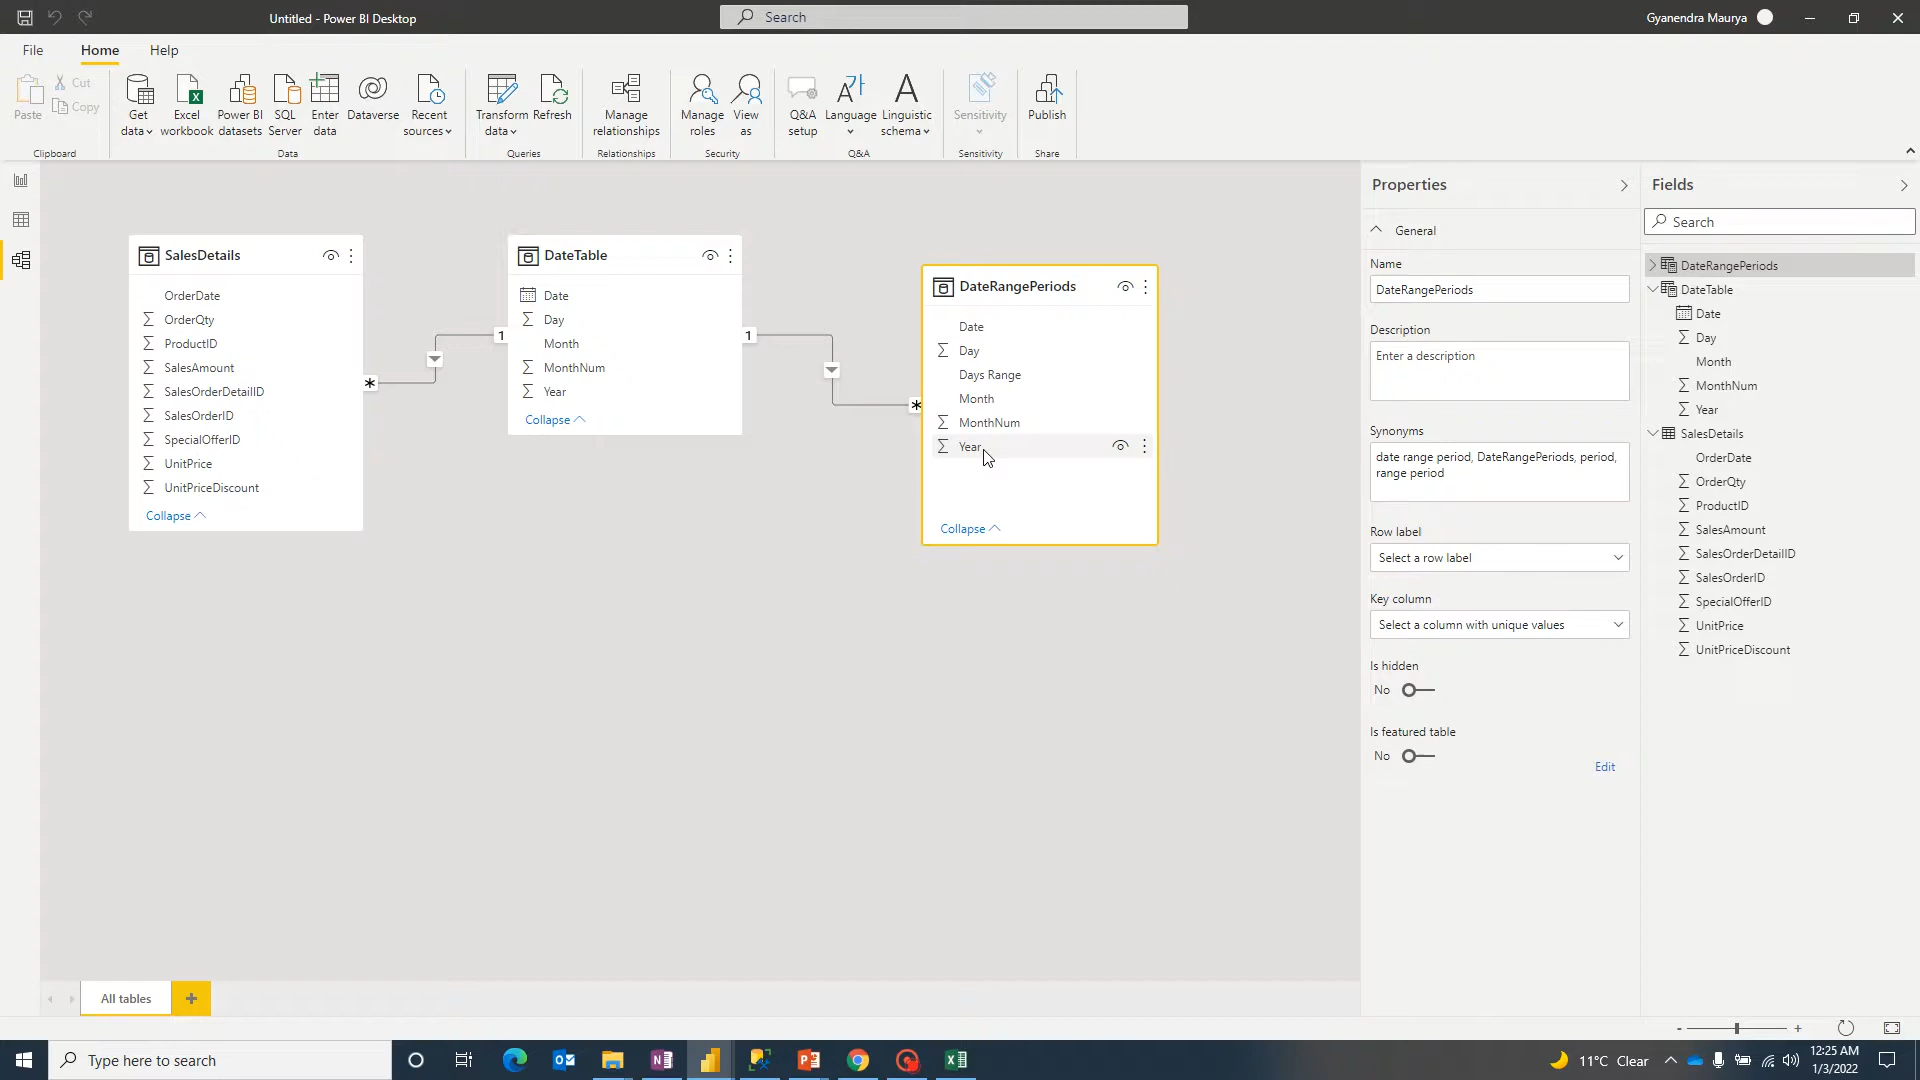 Untitled - Power BI Desktop
Search
Gyanendra Maurya
File
Home
Help
Paste
Cut
Copy
Clipboard
Get data
Excel workbook
Power BI datasets
SQL Server
Enter data
Dataverse
Recent sources
Data
Transform data
Refresh
Queries
Manage relationships
Relationships
Manage roles
View as
Security
Q&A setup
Language
Linguistic schema
Q&A
Sensitivity
Sensitivity
Publish
Share
SalesDetails
OrderDate
OrderQty
ProductID
SalesAmount
SalesOrderDetailID
SalesOrderID
SpecialOfferID
UnitPrice
UnitPriceDiscount
Collapse
*
1
DateTable
Date
Day
Month
MonthNum
Year
Collapse
1
*
DateRangePeriods
Date
Day
Days Range
Month
MonthNum
Year
Collapse
Properties
General
Name
DateRangePeriods
Description
Enter a description
Synonyms
date range period, DateRangePeriods, period,
range period
Row label
Select a row label
Key column
Select a column with unique values
Is hidden
No
Is featured table
No
Edit
Fields
Search
DateRangePeriods
DateTable
Date
Day
Month
MonthNum
Year
SalesDetails
OrderDate
OrderQty
ProductID
SalesAmount
SalesOrderDetailID
SalesOrderID
SpecialOfferID
UnitPrice
UnitPriceDiscount
All tables
Type here to search
11°C Clear
12:25 AM
1/3/2022